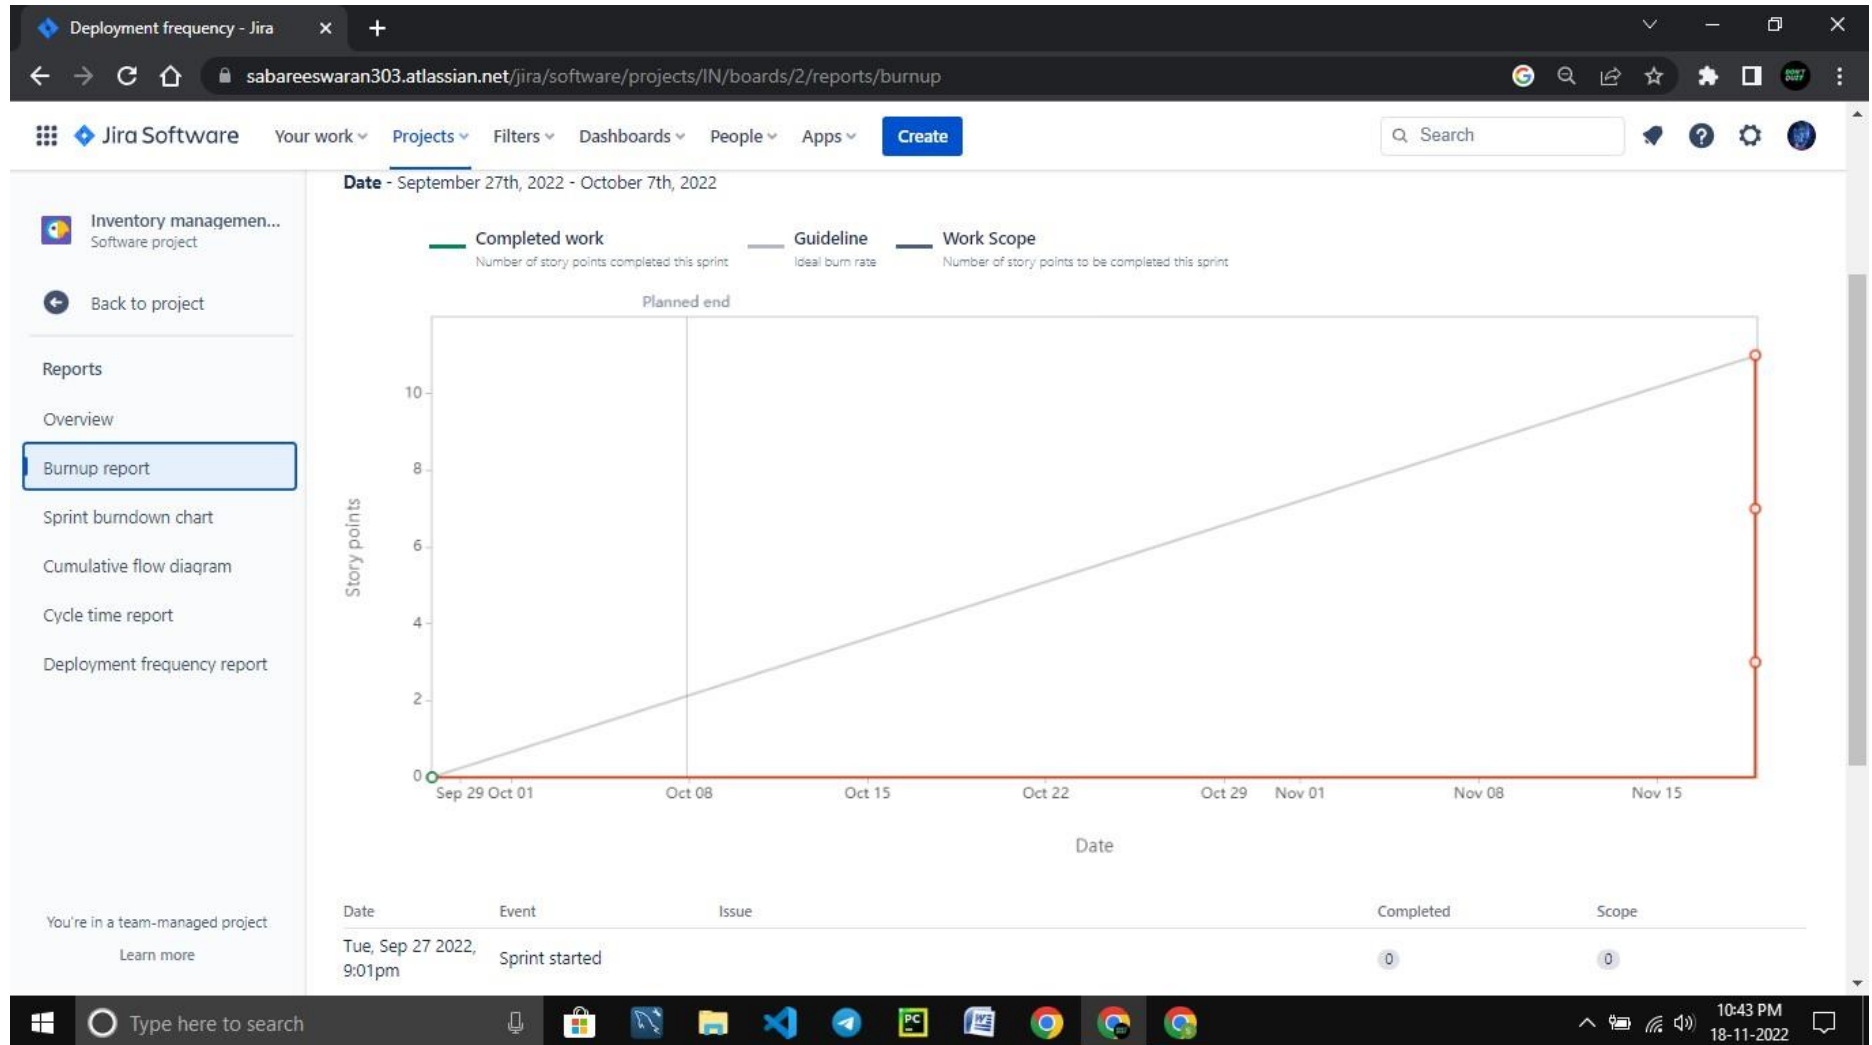 Deployment frequency - Jira
sabareeswaran303.atlassian.net/jira/software/projects/IN/boards/2/reports/burnup
Jira Software Your work Projects Filters Dashboards People Apps Create Search
Date - September 27th, 2022 - October 7th, 2022
Inventory managemen...
Software project
Back to project
Reports
Overview
Burnup report
Sprint burndown chart
Cumulative flow diagram
Cycle time report
Deployment frequency report
You're in a team-managed project
Learn more
Completed work Guideline Work Scope
Number of story points completed this sprint Ideal burn rate Number of story points to be completed this sprint
Planned end
10
8
6
4
2
0
Story points
Sep 29 Oct 01 Oct 08 Oct 15 Oct 22 Oct 29 Nov 01 Nov 08 Nov 15
Date
Date Event Issue Completed Scope
Tue, Sep 27 2022,
9:01pm Sprint started 0 0
Type here to search
10:43 PM
18-11-2022